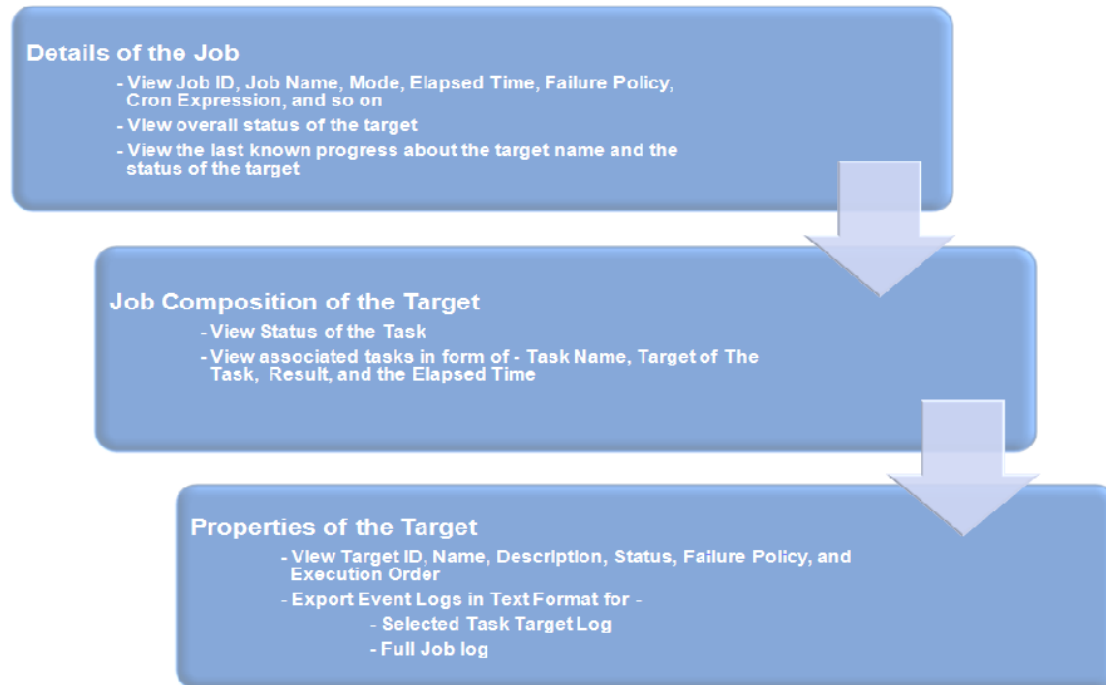 Details of the Job
- View Job ID, Job Name, Mode, Elapsed Time, Failure Policy,
Cron Expression, and so on
- View overall status of the target
- View the last known progress about the target name and the
status of the target
Job Composition of the Target
- View Status of the Task
- View associated tasks in form of - Task Name, Target of The
Task, Result, and the Elapsed Time
Properties of the Target
- View Target ID, Name, Description, Status, Failure Policy, and
Execution Order
- Export Event Logs in Text Format for -
- Selected Task Target Log
- Full Job log